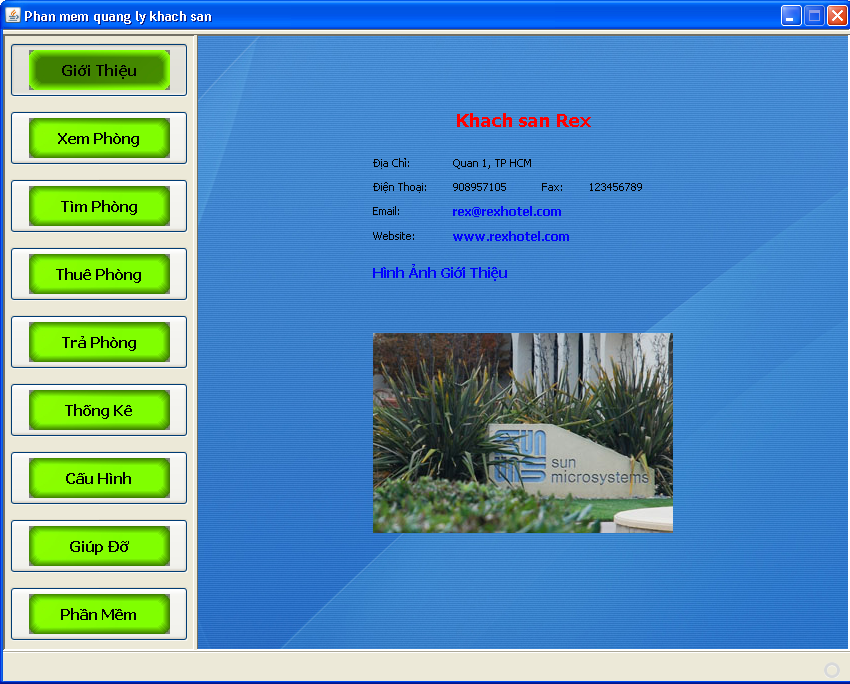 Phan mem quang ly khach san
Giới Thiệu
Xem Phòng
Tìm Phòng
Thuê Phòng
Trả Phòng
Thống Kê
Cấu Hình
Giúp Đỡ
Phần Mềm
Khach san Rex
Địa Chỉ: Quan 1, TP HCM
Điện Thoại: 908957105 Fax: 123456789
Email: rex@rexhotel.com
Website: www.rexhotel.com
Hình Ảnh Giới Thiệu
sun
microsystems